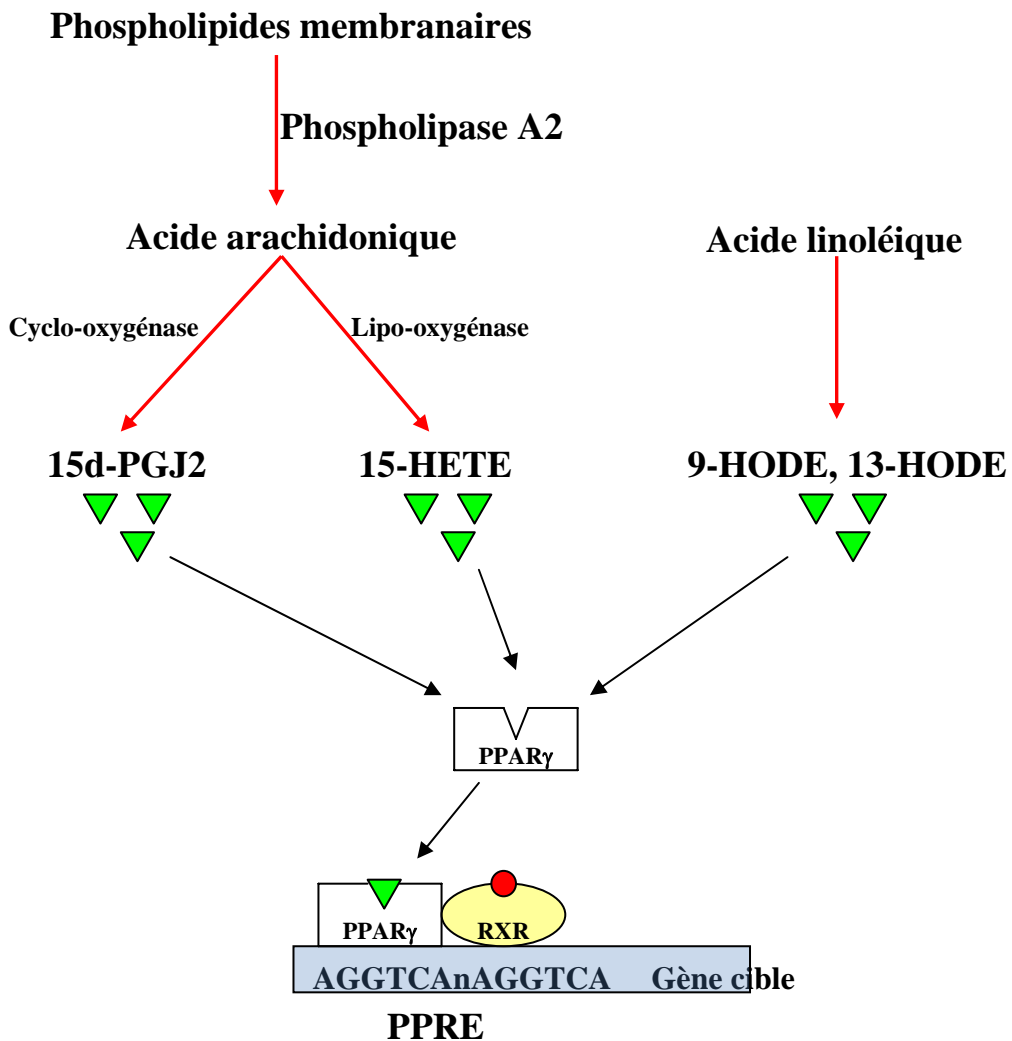 Phospholipides membranaires
Phospholipase A2
Acide arachidonique
Acide linoléique
Cyclo-oxygénase
Lipo-oxygénase
15d-PGJ2
15-HETE
9-HODE, 13-HODE
PPARγ
PPARγ
RXR
AGGTCAnAGGTCA Gène cible
PPRE